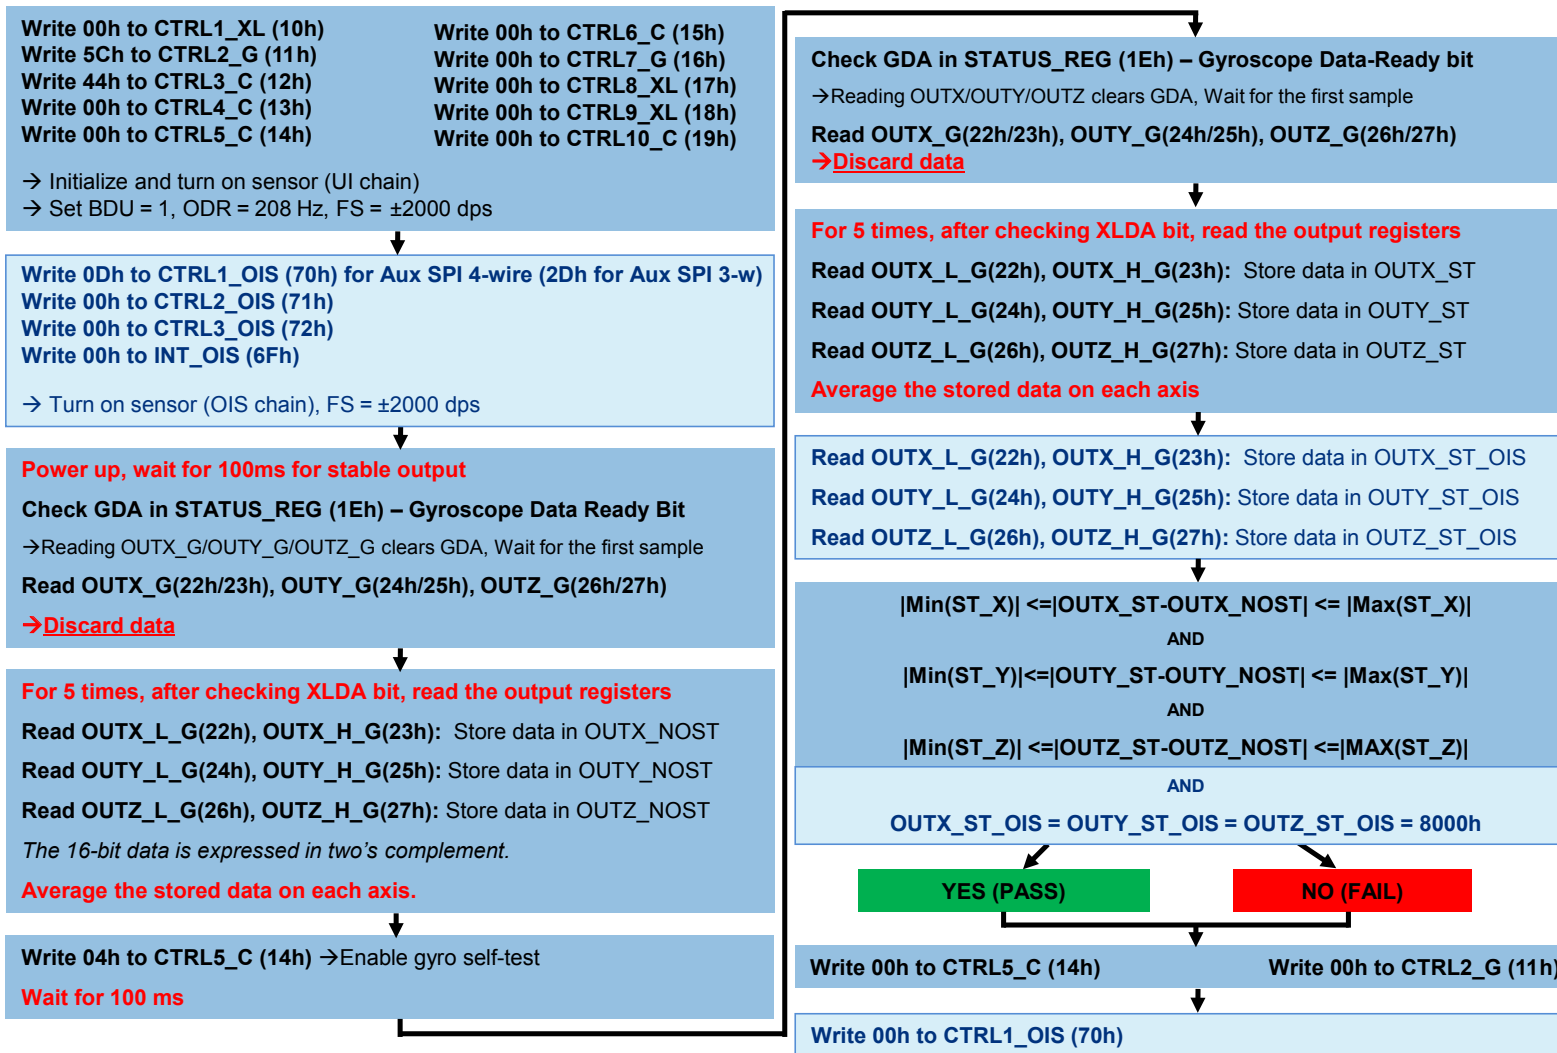 Write 00h to CTRL1_XL (10h)
Write 5Ch to CTRL2_G (11h)
Write 44h to CTRL3_C (12h)
Write 00h to CTRL4_C (13h)
Write 00h to CTRL5_C (14h)
Write 00h to CTRL6_C (15h)
Write 00h to CTRL7_G (16h)
Write 00h to CTRL8_XL (17h)
Write 00h to CTRL9_XL (18h)
Write 00h to CTRL10_C (19h)
→ Initialize and turn on sensor (UI chain)
→ Set BDU = 1, ODR = 208 Hz, FS = ±2000 dps
Write 0Dh to CTRL1_OIS (70h) for Aux SPI 4-wire (2Dh for Aux SPI 3-w)
Write 00h to CTRL2_OIS (71h)
Write 00h to CTRL3_OIS (72h)
Write 00h to INT_OIS (6Fh)
→ Turn on sensor (OIS chain), FS = ±2000 dps
Power up, wait for 100ms for stable output
Check GDA in STATUS_REG (1Eh) – Gyroscope Data Ready Bit
→Reading OUTX_G/OUTY_G/OUTZ_G clears GDA, Wait for the first sample
Read OUTX_G(22h/23h), OUTY_G(24h/25h), OUTZ_G(26h/27h)
→Discard data
For 5 times, after checking XLDA bit, read the output registers
Read OUTX_L_G(22h), OUTX_H_G(23h): Store data in OUTX_NOST
Read OUTY_L_G(24h), OUTY_H_G(25h): Store data in OUTY_NOST
Read OUTZ_L_G(26h), OUTZ_H_G(27h): Store data in OUTZ_NOST
The 16-bit data is expressed in two's complement.
Average the stored data on each axis.
Write 04h to CTRL5_C (14h) →Enable gyro self-test
Wait for 100 ms
Check GDA in STATUS_REG (1Eh) – Gyroscope Data-Ready bit
→Reading OUTX/OUTY/OUTZ clears GDA, Wait for the first sample
Read OUTX_G(22h/23h), OUTY_G(24h/25h), OUTZ_G(26h/27h)
→Discard data
For 5 times, after checking XLDA bit, read the output registers
Read OUTX_L_G(22h), OUTX_H_G(23h): Store data in OUTX_ST
Read OUTY_L_G(24h), OUTY_H_G(25h): Store data in OUTY_ST
Read OUTZ_L_G(26h), OUTZ_H_G(27h): Store data in OUTZ_ST
Average the stored data on each axis
Read OUTX_L_G(22h), OUTX_H_G(23h): Store data in OUTX_ST_OIS
Read OUTY_L_G(24h), OUTY_H_G(25h): Store data in OUTY_ST_OIS
Read OUTZ_L_G(26h), OUTZ_H_G(27h): Store data in OUTZ_ST_OIS
|Min(ST_X)| <=|OUTX_ST-OUTX_NOST| <= |Max(ST_X)|
AND
|Min(ST_Y)|<=|OUTY_ST-OUTY_NOST| <= |Max(ST_Y)|
AND
|Min(ST_Z)| <=|OUTZ_ST-OUTZ_NOST| <=|MAX(ST_Z)|
AND
OUTX_ST_OIS = OUTY_ST_OIS = OUTZ_ST_OIS = 8000h
YES (PASS)
NO (FAIL)
Write 00h to CTRL5_C (14h)
Write 00h to CTRL2_G (11h)
Write 00h to CTRL1_OIS (70h)